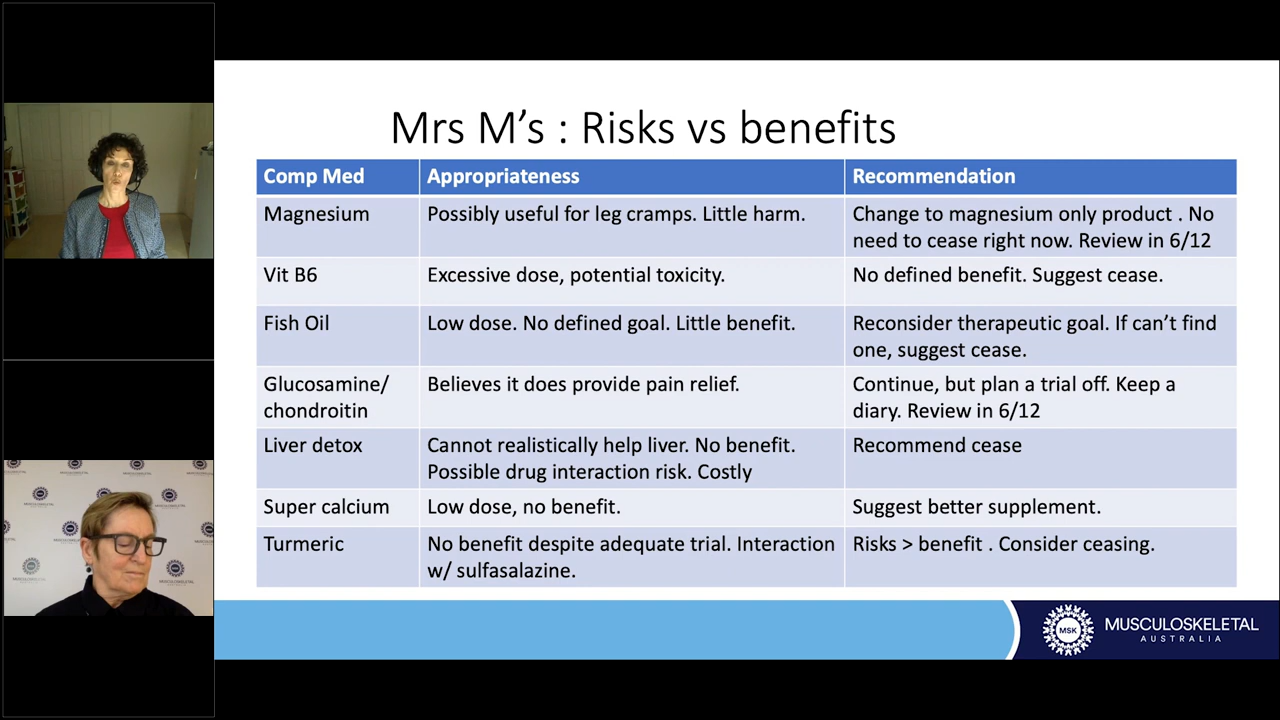 Mrs M’s : Risks vs benefits
Comp Med Appropriateness Recommendation
Magnesium Possibly useful for leg cramps. Little harm. Change to magnesium only product . No
need to cease right now. Review in 6/12
Vit B6 Excessive dose, potential toxicity. No defined benefit. Suggest cease.
Fish Oil Low dose. No defined goal. Little benefit. Reconsider therapeutic goal. If can’t find
one, suggest cease.
Glucosamine/ Believes it does provide pain relief. Continue, but plan a trial off. Keep a
chondroitin diary. Review in 6/12
Liver detox Cannot realistically help liver. No benefit. Recommend cease
Possible drug interaction risk. Costly
Super calcium Low dose, no benefit. Suggest better supplement.
Turmeric No benefit despite adequate trial. Interaction Risks > benefit . Consider ceasing.
w/ sulfasalazine.
MSK MUSCULOSKELETAL
AUSTRALIA